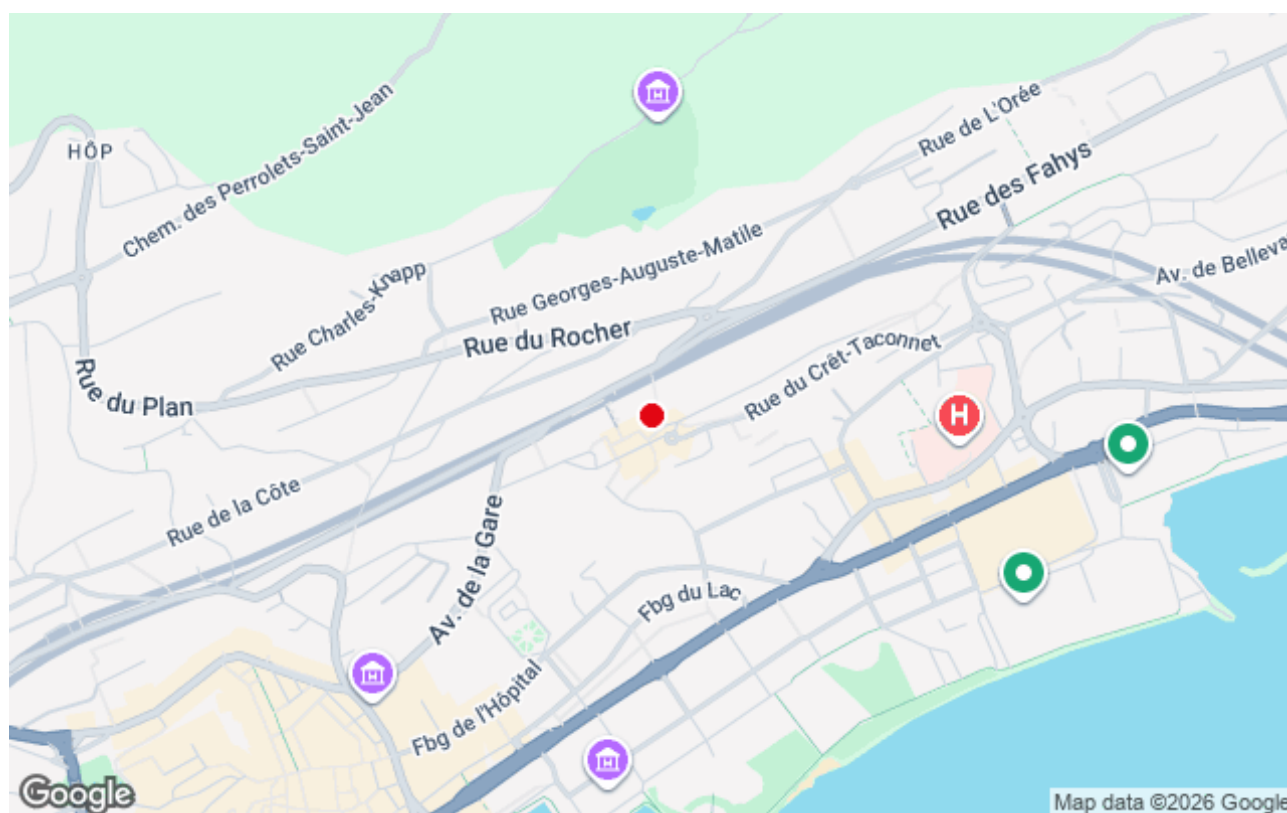 HÔP
Chem. des Perrolets-Saint-Jean
Rue de L'Orée
Rue des Fahys
Rue Georges-Auguste-Matile
Rue Charles-Knapp
Av. de Belleva
Rue du Rocher
Rue du Crêt-Taconnet
Rue du Plan
H
Rue de la Côte
Av. de la Gare
Fbg du Lac
Fbg de l'Hôpital
Google
Map data ©2026 Google